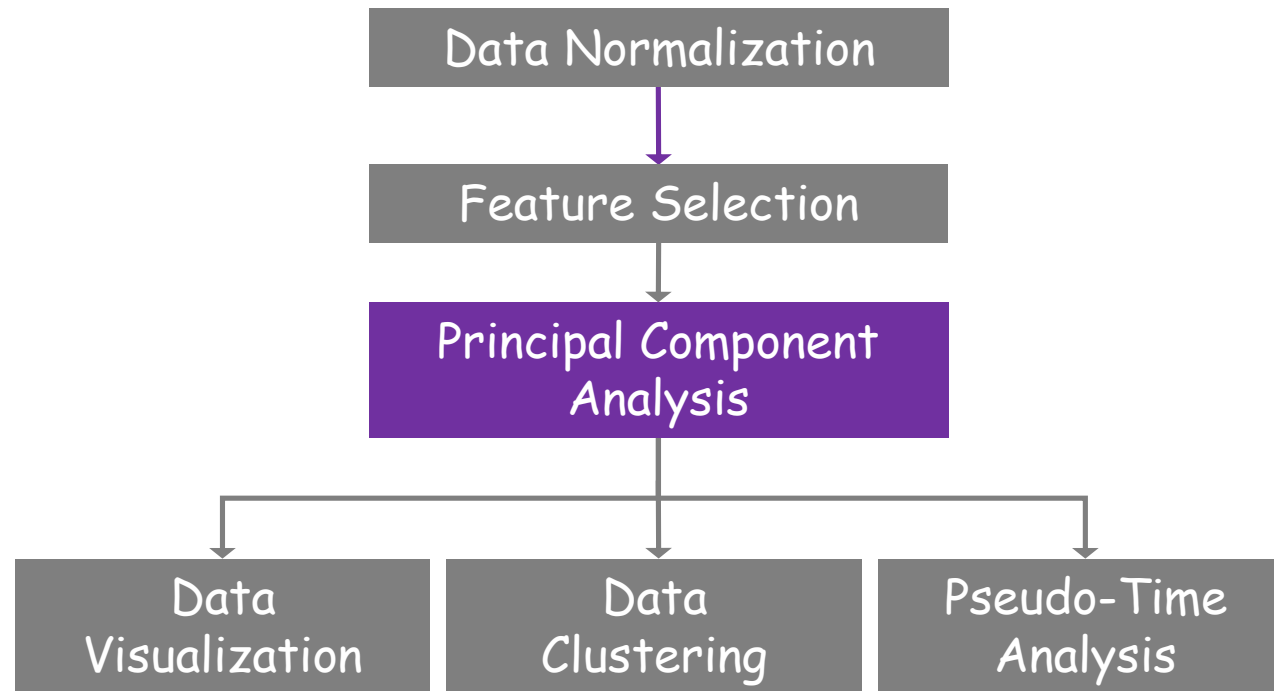 Data Normalization
Feature Selection
Principal Component
Analysis
Data
Visualization
Data
Clustering
Pseudo-Time
Analysis